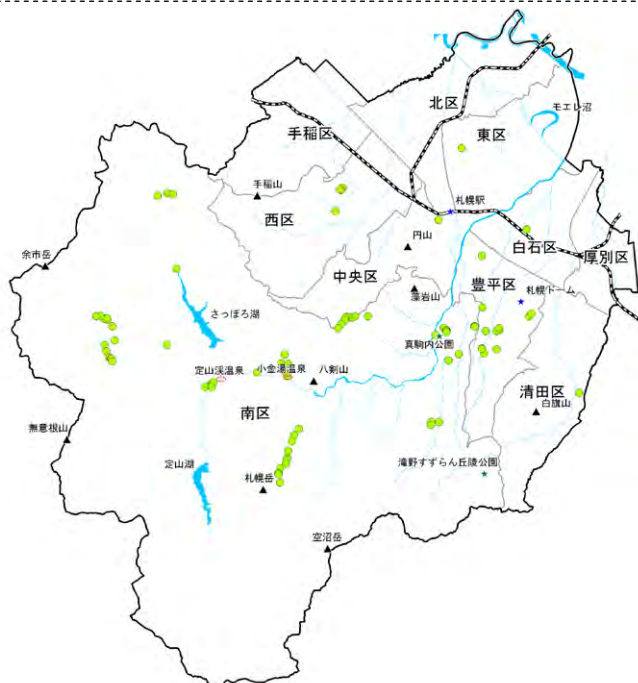 北区
モエレ沼
手稲区
東区
手稲山
札幌駅
西区
円山
白石区
厚別区
余市岳
中央区
藻岩山
豊平区
札幌ドーム
さっぽろ湖
真駒内公園
定山渓温泉
小金湯温泉
八剣山
清田区
白旗山
南区
無意根山
定山湖
札幌岳
滝野すずらん丘陵公園
空沼岳